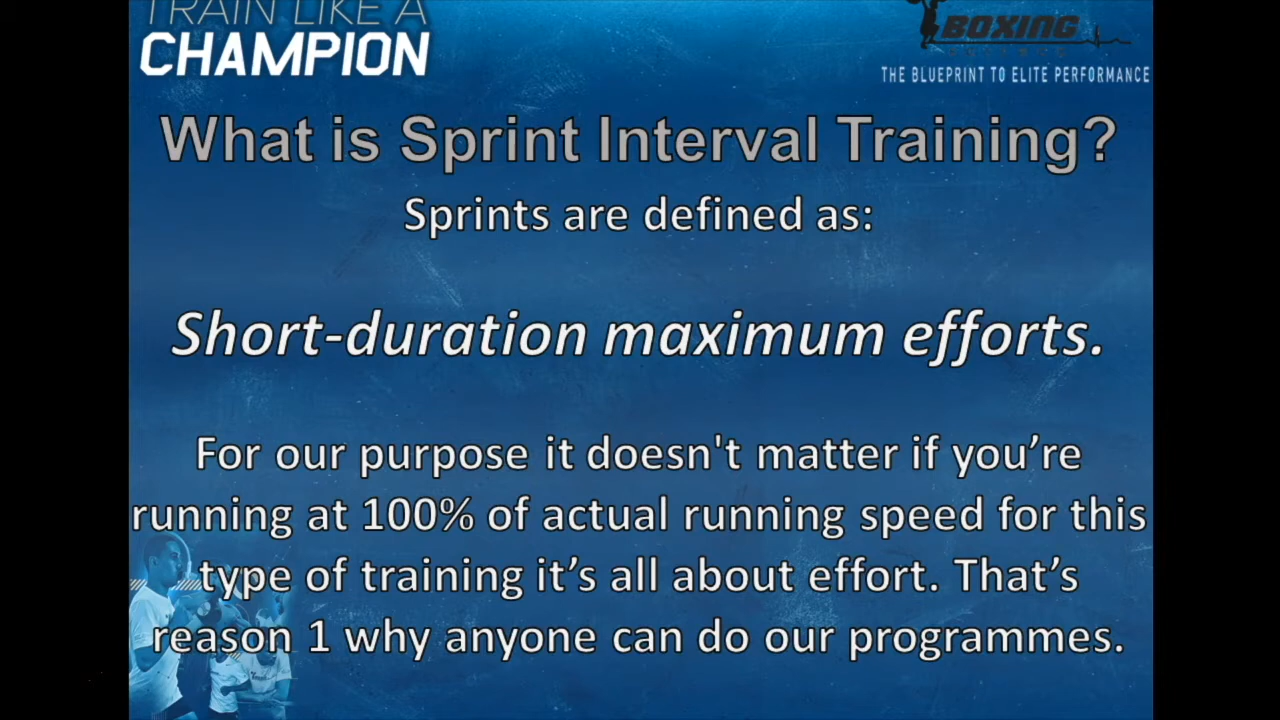 TRAIN LIKE A
CHAMPION
BOXING
THE BLUEPRINT TO ELITE PERFORMANCE
What is Sprint Interval Training?
Sprints are defined as:
Short-duration maximum efforts.
For our purpose it doesn't matter if you’re
running at 100% of actual running speed for this
type of training it’s all about effort. That’s
reason 1 why anyone can do our programmes.